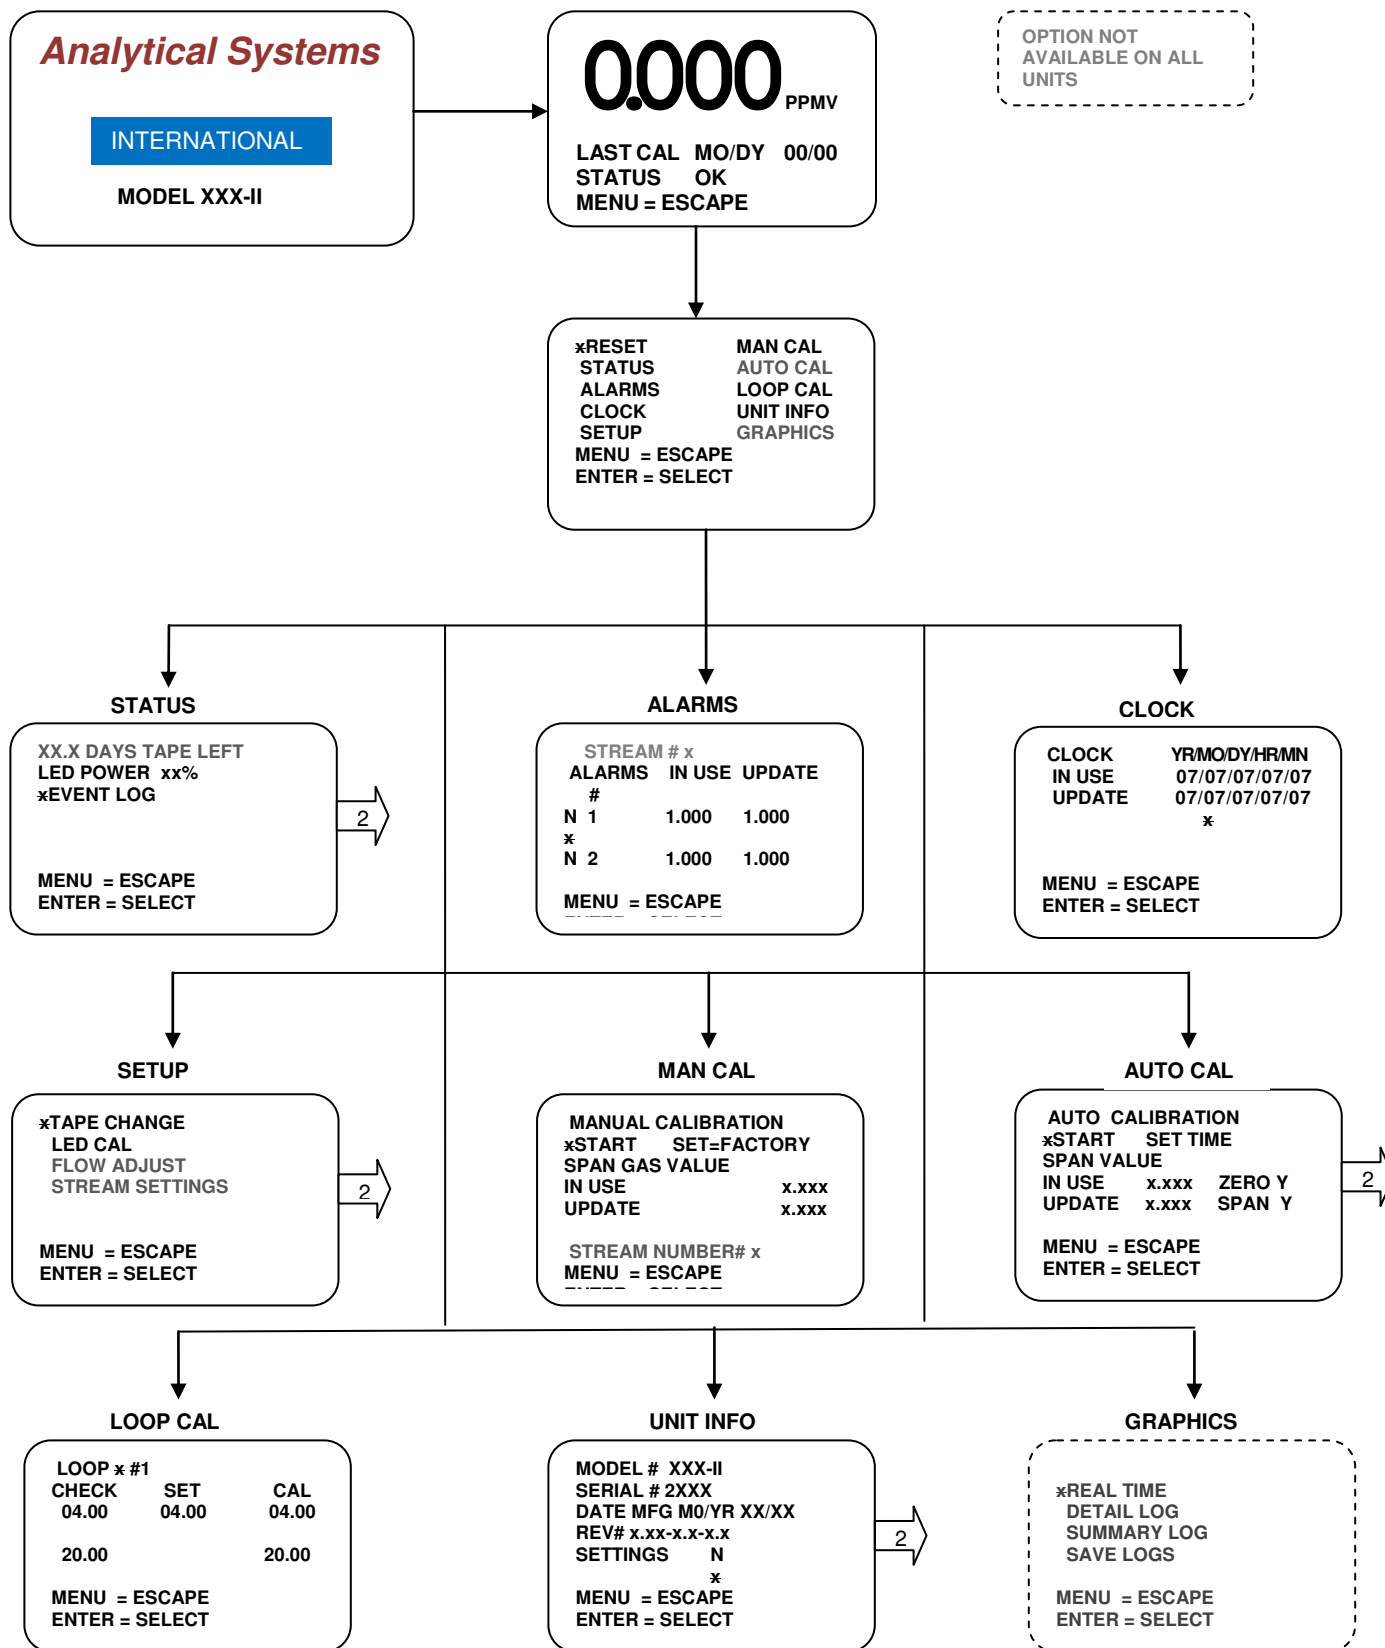 Analytical Systems
INTERNATIONAL
MODEL XXX-II
0.000 PPMV
LAST CAL MO/DY 00/00
STATUS OK
MENU = ESCAPE
OPTION NOT
AVAILABLE ON ALL
UNITS
xRESET MAN CAL
STATUS AUTO CAL
ALARMS LOOP CAL
CLOCK UNIT INFO
SETUP GRAPHICS
MENU = ESCAPE
ENTER = SELECT
STATUS
XX.X DAYS TAPE LEFT
LED POWER xx%
xEVENT LOG
MENU = ESCAPE
ENTER = SELECT
2
ALARMS
STREAM # x
ALARMS IN USE UPDATE
#
N 1 1.000 1.000
x
N 2 1.000 1.000
MENU = ESCAPE
CLOCK
CLOCK YR/MO/DY/HR/MN
IN USE 07/07/07/07/07
UPDATE 07/07/07/07/07
x
MENU = ESCAPE
ENTER = SELECT
SETUP
xTAPE CHANGE
LED CAL
FLOW ADJUST
STREAM SETTINGS
MENU = ESCAPE
ENTER = SELECT
2
MAN CAL
MANUAL CALIBRATION
xSTART SET=FACTORY
SPAN GAS VALUE
IN USE x.xxx
UPDATE x.xxx
STREAM NUMBER# x
MENU = ESCAPE
AUTO CAL
AUTO CALIBRATION
xSTART SET TIME
SPAN VALUE
IN USE x.xxx ZERO Y
UPDATE x.xxx SPAN Y
MENU = ESCAPE
ENTER = SELECT
2
LOOP CAL
LOOP x #1
CHECK SET CAL
04.00 04.00 04.00
20.00 20.00
MENU = ESCAPE
ENTER = SELECT
UNIT INFO
MODEL # XXX-II
SERIAL # 2XXX
DATE MFG M0/YR XX/XX
REV# x.xx-x.x-x.x
SETTINGS N
x
MENU = ESCAPE
ENTER = SELECT
2
GRAPHICS
xREAL TIME
DETAIL LOG
SUMMARY LOG
SAVE LOGS
MENU = ESCAPE
ENTER = SELECT